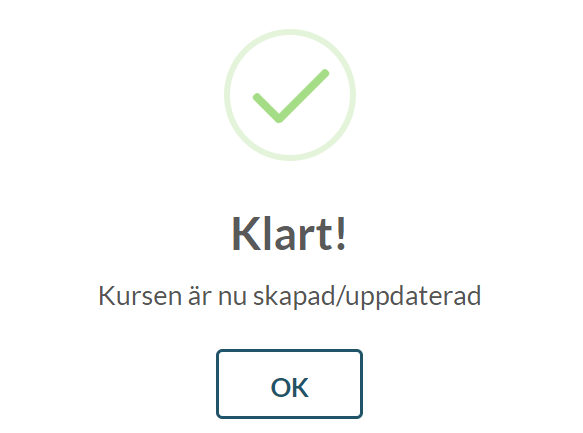 Klart!
Kursen är nu skapad/uppdaterad
OK